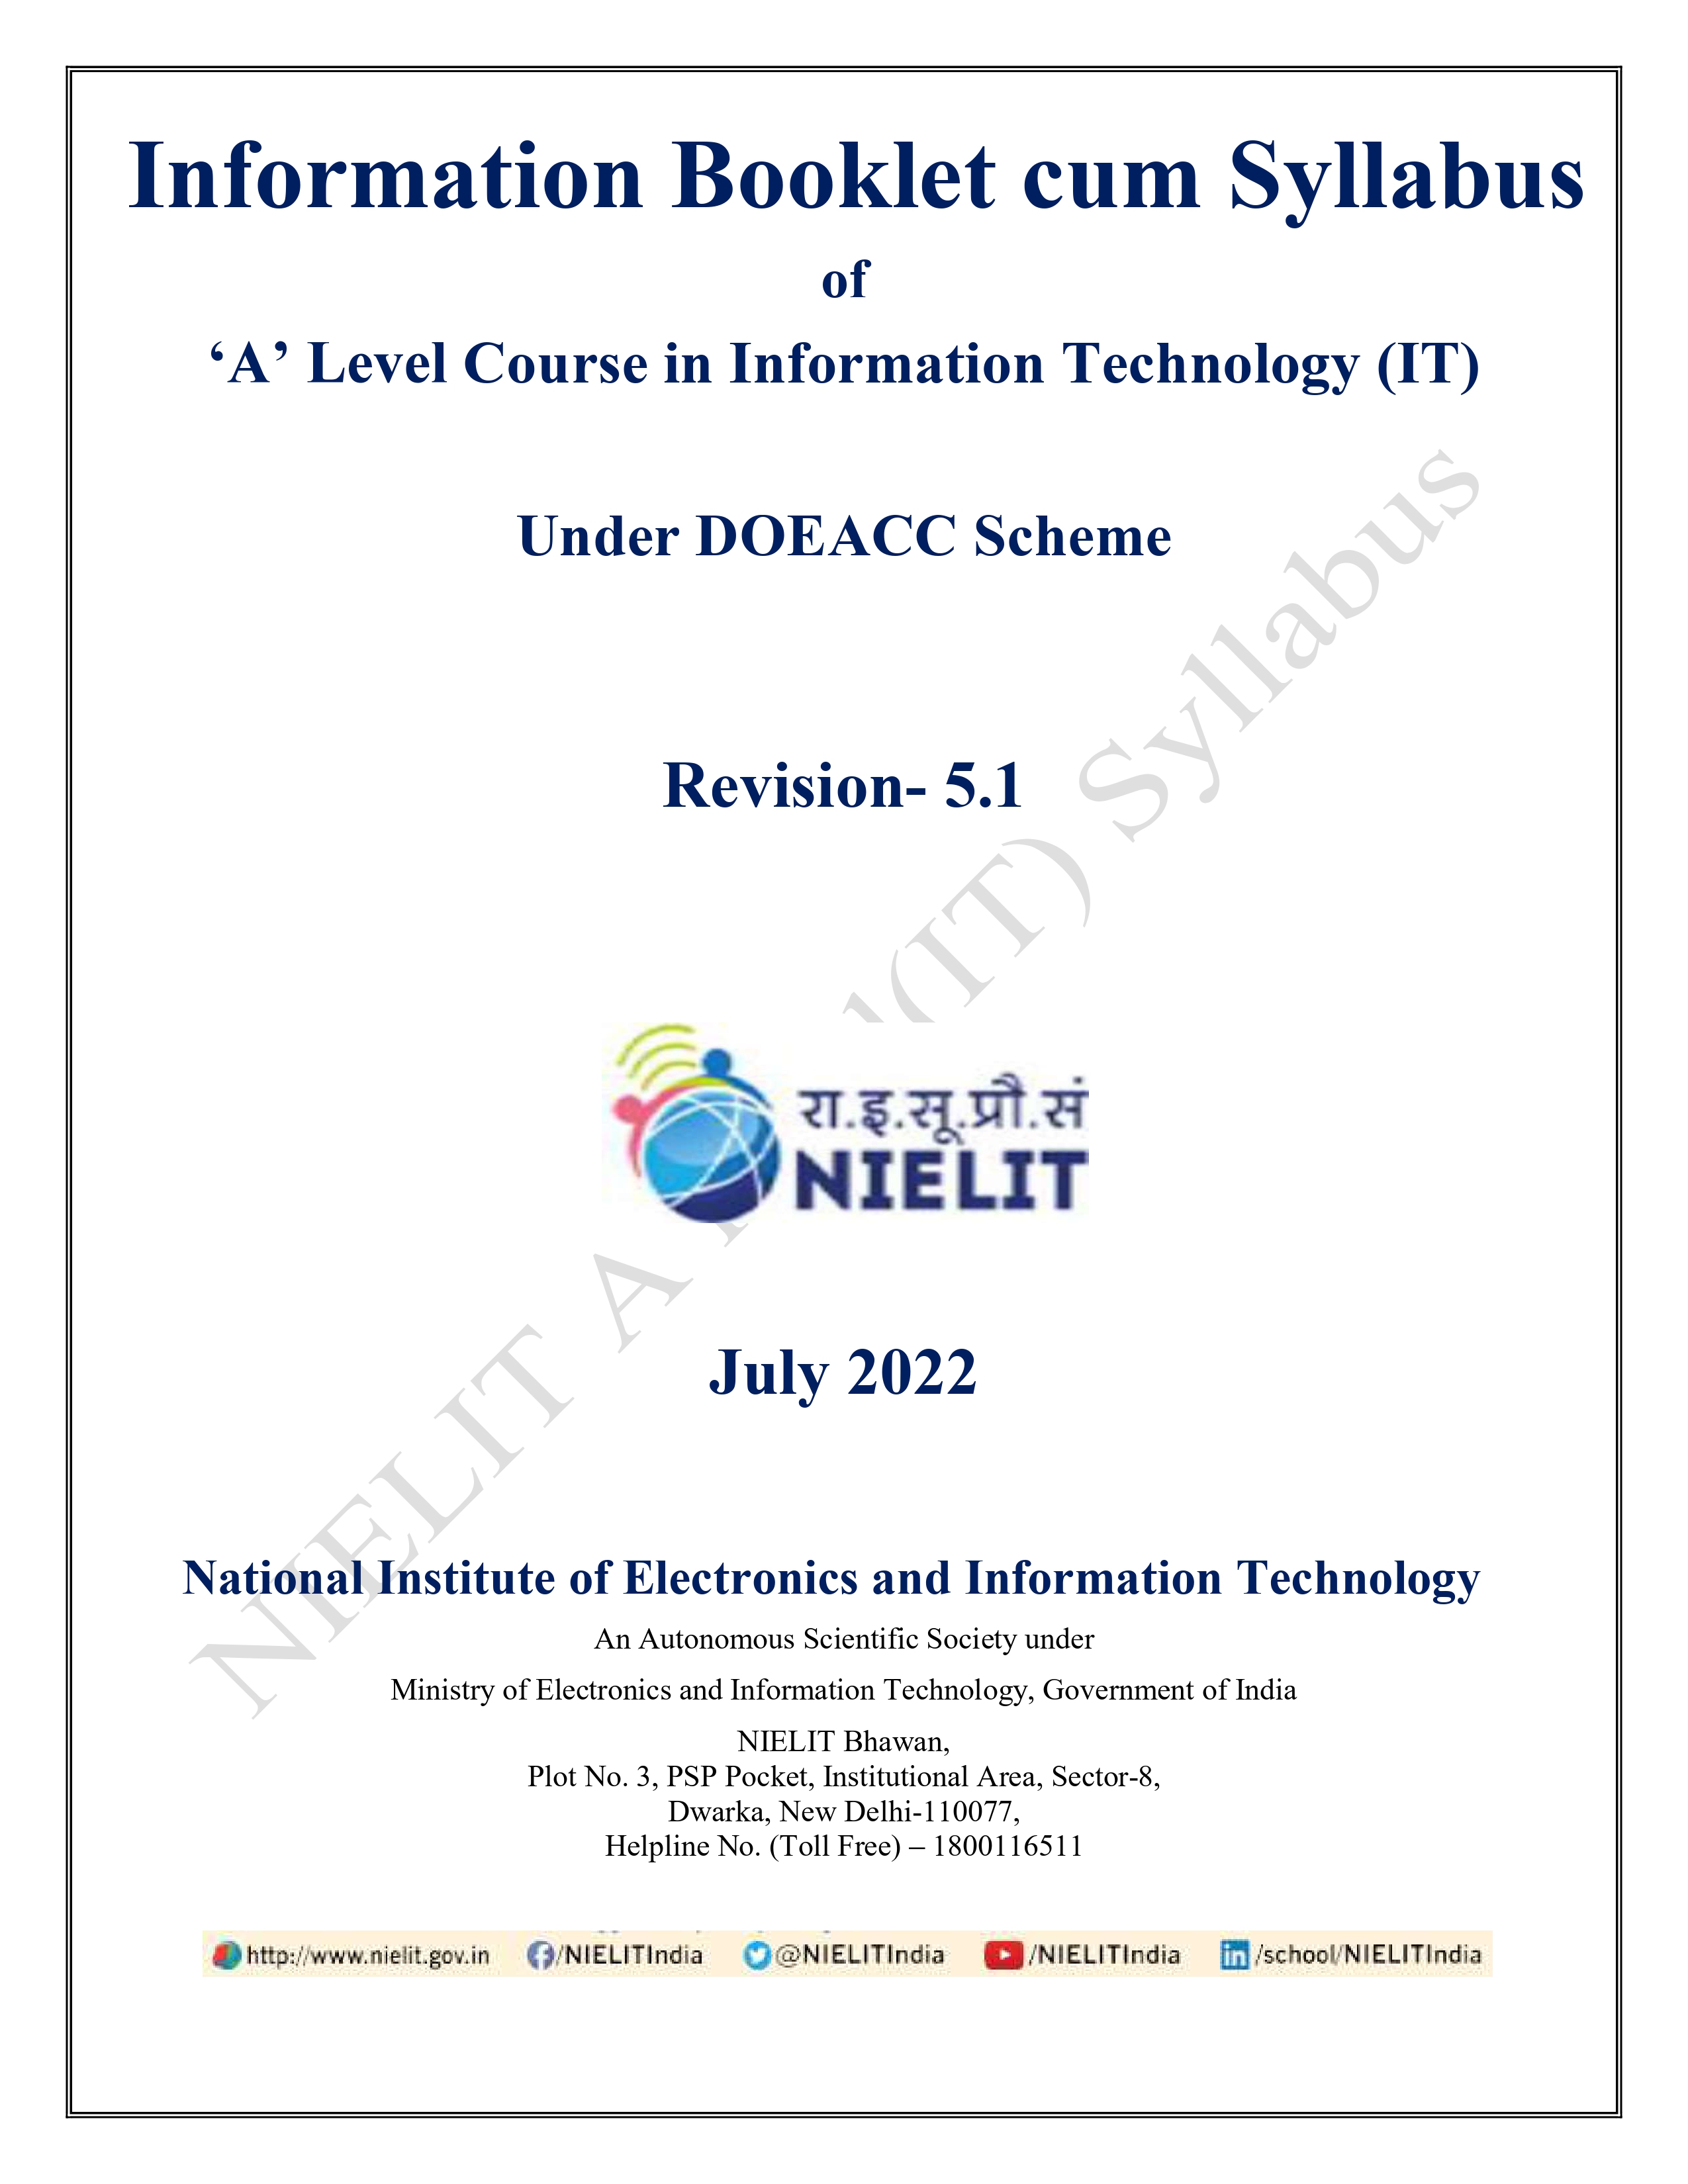 Information Booklet cum Syllabus
of
‘A’ Level Course in Information Technology (IT)
Under DOEACC Scheme
Revision- 5.1
रा.इ.सू.प्रौ.सं
NIELIT
July 2022
National Institute of Electronics and Information Technology
An Autonomous Scientific Society under
Ministry of Electronics and Information Technology, Government of India
NIELIT Bhawan,
Plot No. 3, PSP Pocket, Institutional Area, Sector-8,
Dwarka, New Delhi-110077,
Helpline No. (Toll Free) – 1800116511
http://www.nielit.gov.in /NIELITIndia @NIELITIndia /NIELITIndia /school/NIELITIndia
NIELIT A (IT) Syllabus